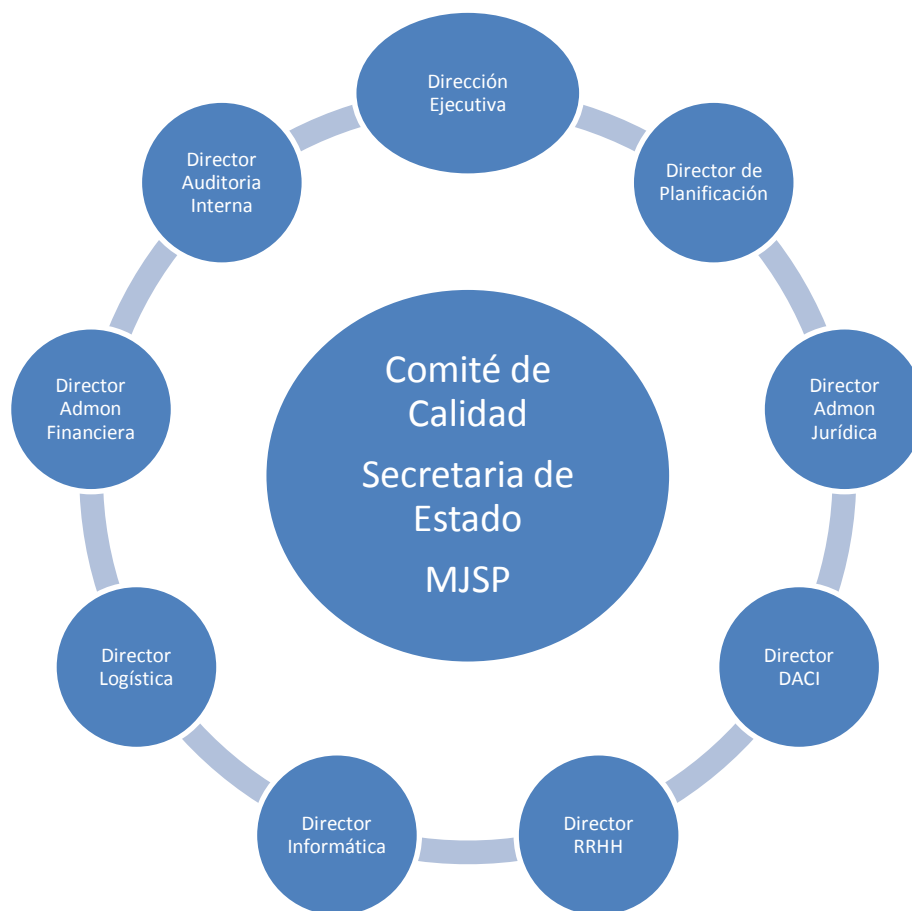 Dirección
Ejecutiva
Director de
Planificación
Director
Admon
Jurídica
Director
DACI
Director
RRHH
Director
Informática
Director
Logística
Director
Admon
Financiera
Director
Auditoria
Interna
Comité de
Calidad
Secretaria de
Estado
MJSP